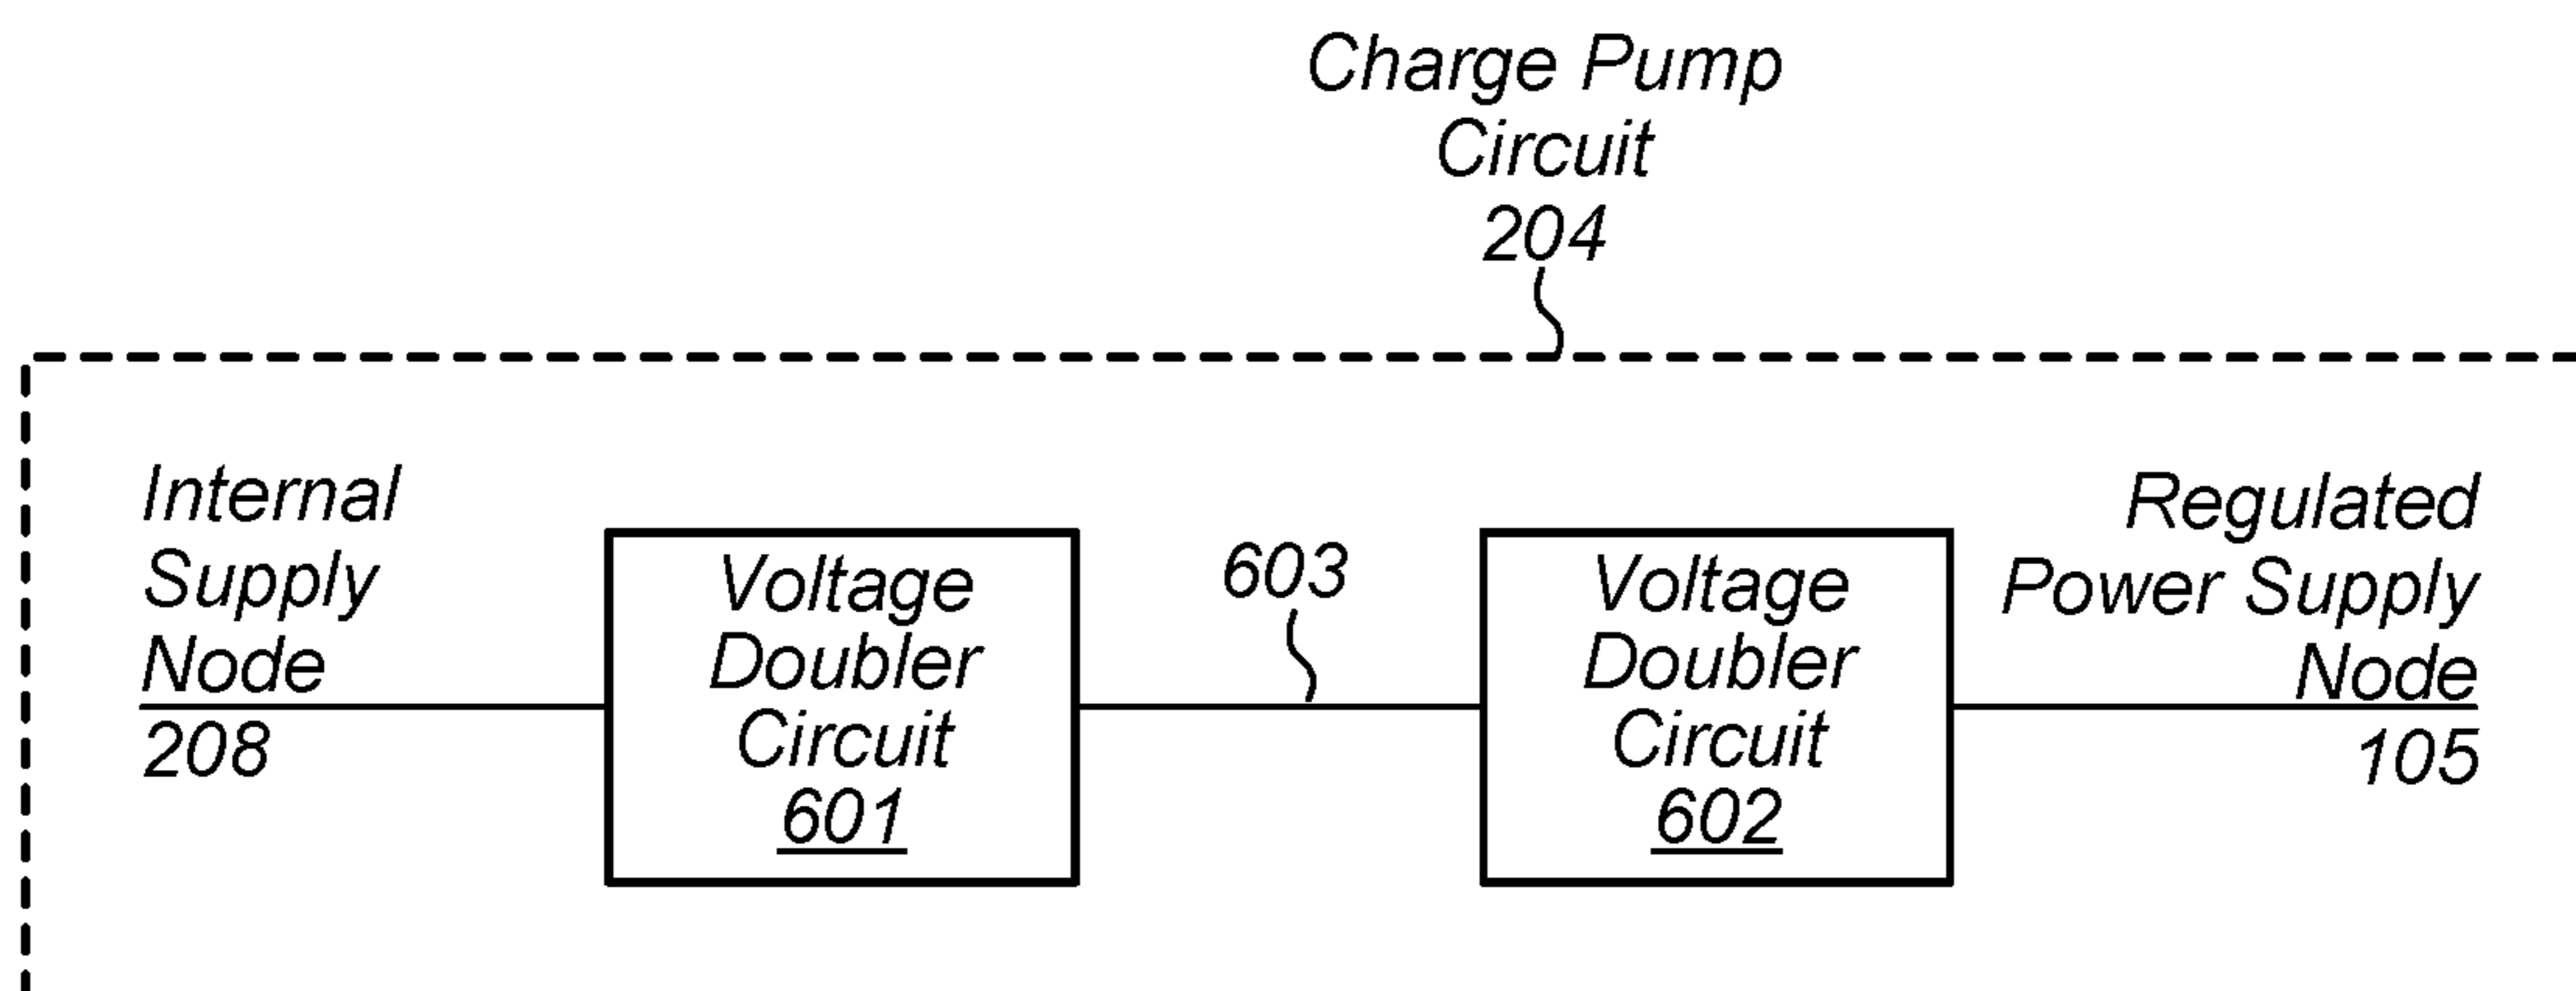 Charge Pump
Circuit
204
Internal
Supply
Node
208
Voltage
Doubler
Circuit
601
603
Voltage
Doubler
Circuit
602
Regulated
Power Supply
Node
105